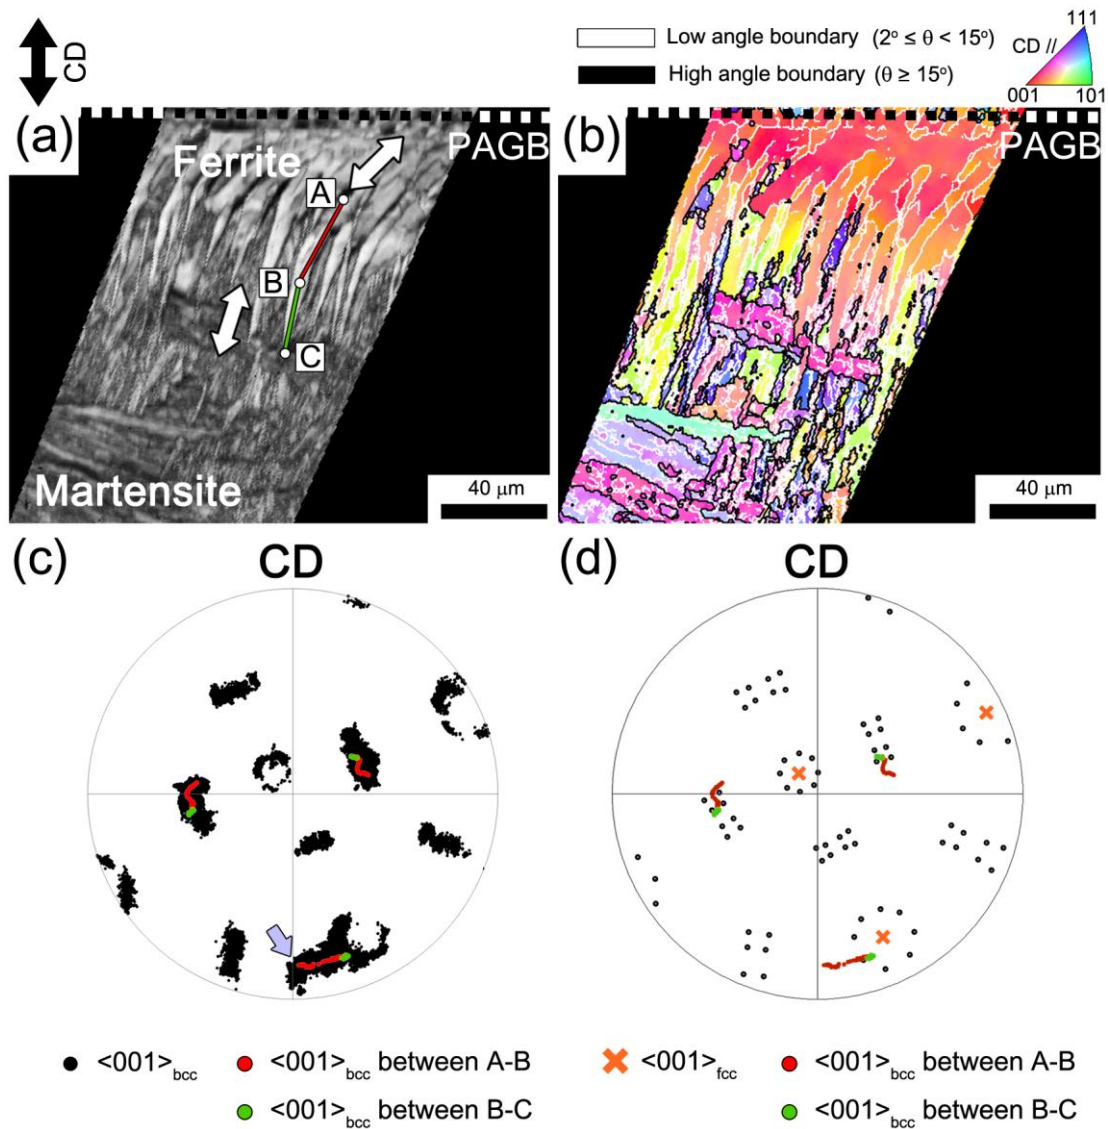 CD
Low angle boundary (2° ≤ θ < 15°)
High angle boundary (θ ≥ 15°)
CD //
111
001
101
(a)
Ferrite
PAGB
A
B
C
Martensite
40 μm
(b)
PAGB
40 μm
(c)
CD
(d)
CD
<001>bcc
<001>bcc between A-B
<001>bcc between B-C
<001>fcc
<001>bcc between A-B
<001>bcc between B-C